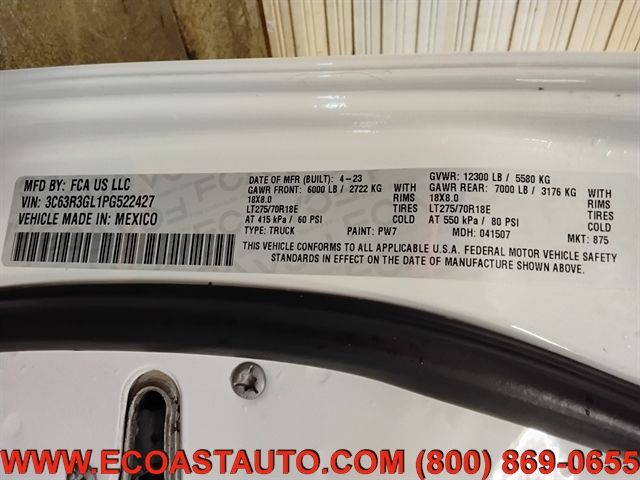 MFD BY: FCA US LLC
VIN: 3C63R3GL1PG522427
VEHICLE MADE IN: MEXICO
DATE OF MFR (BUILT): 4-23
GVWR: 12300 LB / 5580 KG
GAWR FRONT: 6000 LB / 2722 KG WITH
18X8.0 RIMS
LT275/70R18E TIRES
AT 415 kPa / 60 PSI COLD
GAWR REAR: 7000 LB / 3176 KG WITH
18X8.0 RIMS
LT275/70R18E TIRES
AT 550 kPa / 80 PSI COLD
TYPE: TRUCK PAINT: PW7 MDH: 041507 MKT: 875
THIS VEHICLE CONFORMS TO ALL APPLICABLE U.S.A. FEDERAL MOTOR VEHICLE SAFETY
STANDARDS IN EFFECT ON THE DATE OF MANUFACTURE SHOWN ABOVE.
WWW.ECOASTAUTO.COM (800) 869-0655